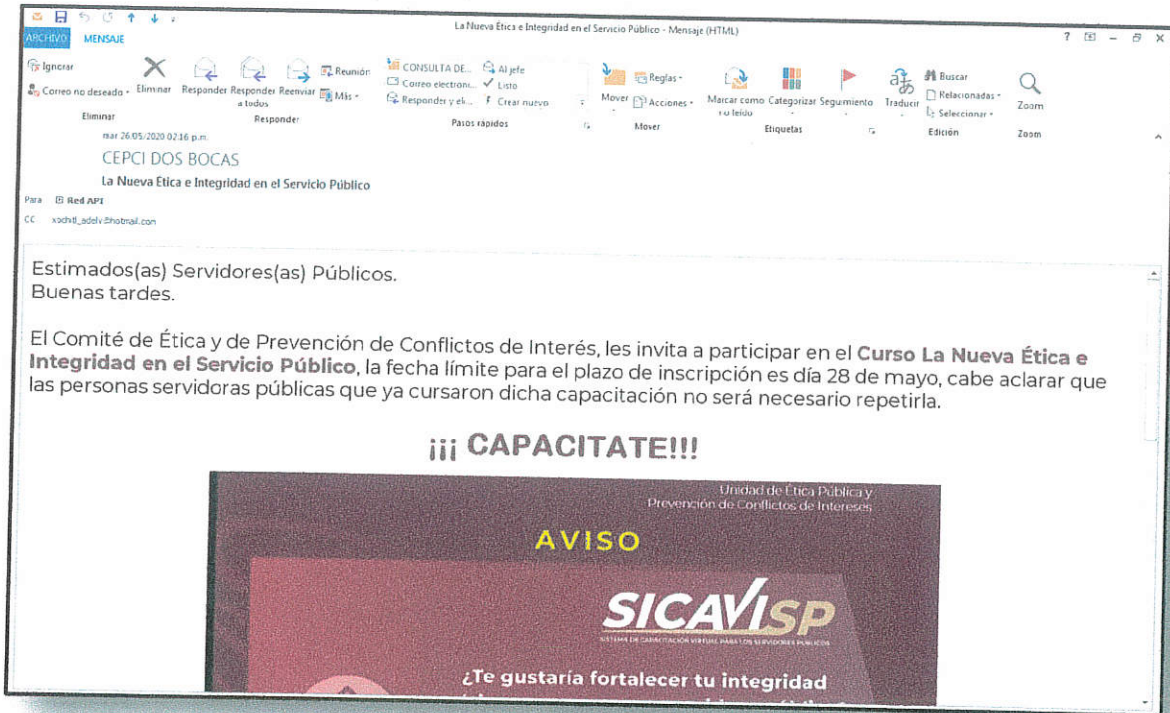 La Nueva Ética e Integridad en el Servicio Público - Mensaje (HTML)
ARCHIVO MENSAJE
Ignorar
Correo no deseado
Eliminar
Responder
Responder a todos
Reenviar
Reunión
Más
CONSULTA DE...
Correo electrón...
Responder y eli...
Al jefe
Listo
Crear nuevo
Mover
Reglas
Acciones
Marcar como no leído
Categorizar
Seguimiento
Traducir
Buscar
Relacionadas
Seleccionar
Zoom
Eliminar Responder Pasos rápidos Mover Etiquetas Edición Zoom
mar 26/05/2020 02:16 p.m.
CEPCI DOS BOCAS
La Nueva Ética e Integridad en el Servicio Público
Para Red API
CC
Estimados(as) Servidores(as) Públicos.
Buenas tardes.
El Comité de Ética y de Prevención de Conflictos de Interés, les invita a participar en el Curso La Nueva Ética e
Integridad en el Servicio Público, la fecha límite para el plazo de inscripción es día 28 de mayo, cabe aclarar que
las personas servidoras públicas que ya cursaron dicha capacitación no será necesario repetirla.
¡¡¡ CAPACITATE!!!
Unidad de Ética Pública y
Prevención de Conflictos de Intereses
AVISO
SICAVISP
SISTEMA DE CAPACITACIÓN VIRTUAL PARA LOS SERVIDORES PÚBLICOS
¿Te gustaría fortalecer tu integridad